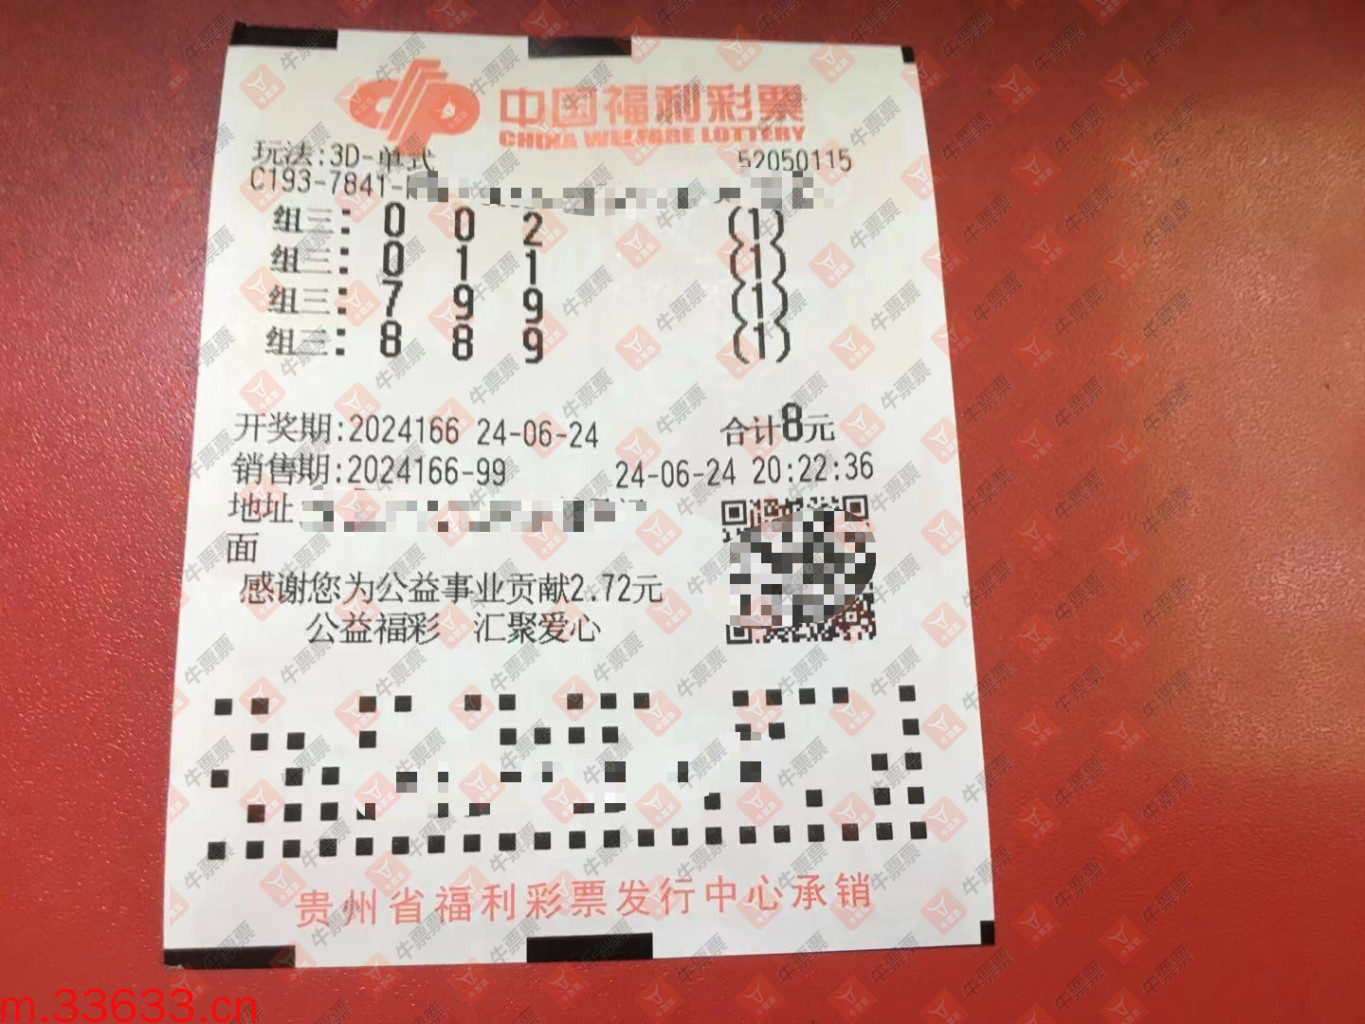 中国福利彩票
CHINA WELFARE LOTTERY
玩法:3D-单式 52050115
C193-7841-
组三: 0 0 2 (1)
组三: 0 1 1 (1)
组三: 7 9 9 (1)
组三: 8 8 9 (1)
开奖期:2024166 24-06-24 合计8元
销售期:2024166-99 24-06-24 20:22:36
地址
面
感谢您为公益事业贡献2.72元
公益福彩 汇聚爱心
贵州省福利彩票发行中心承销
m.33633.cn
牛票票